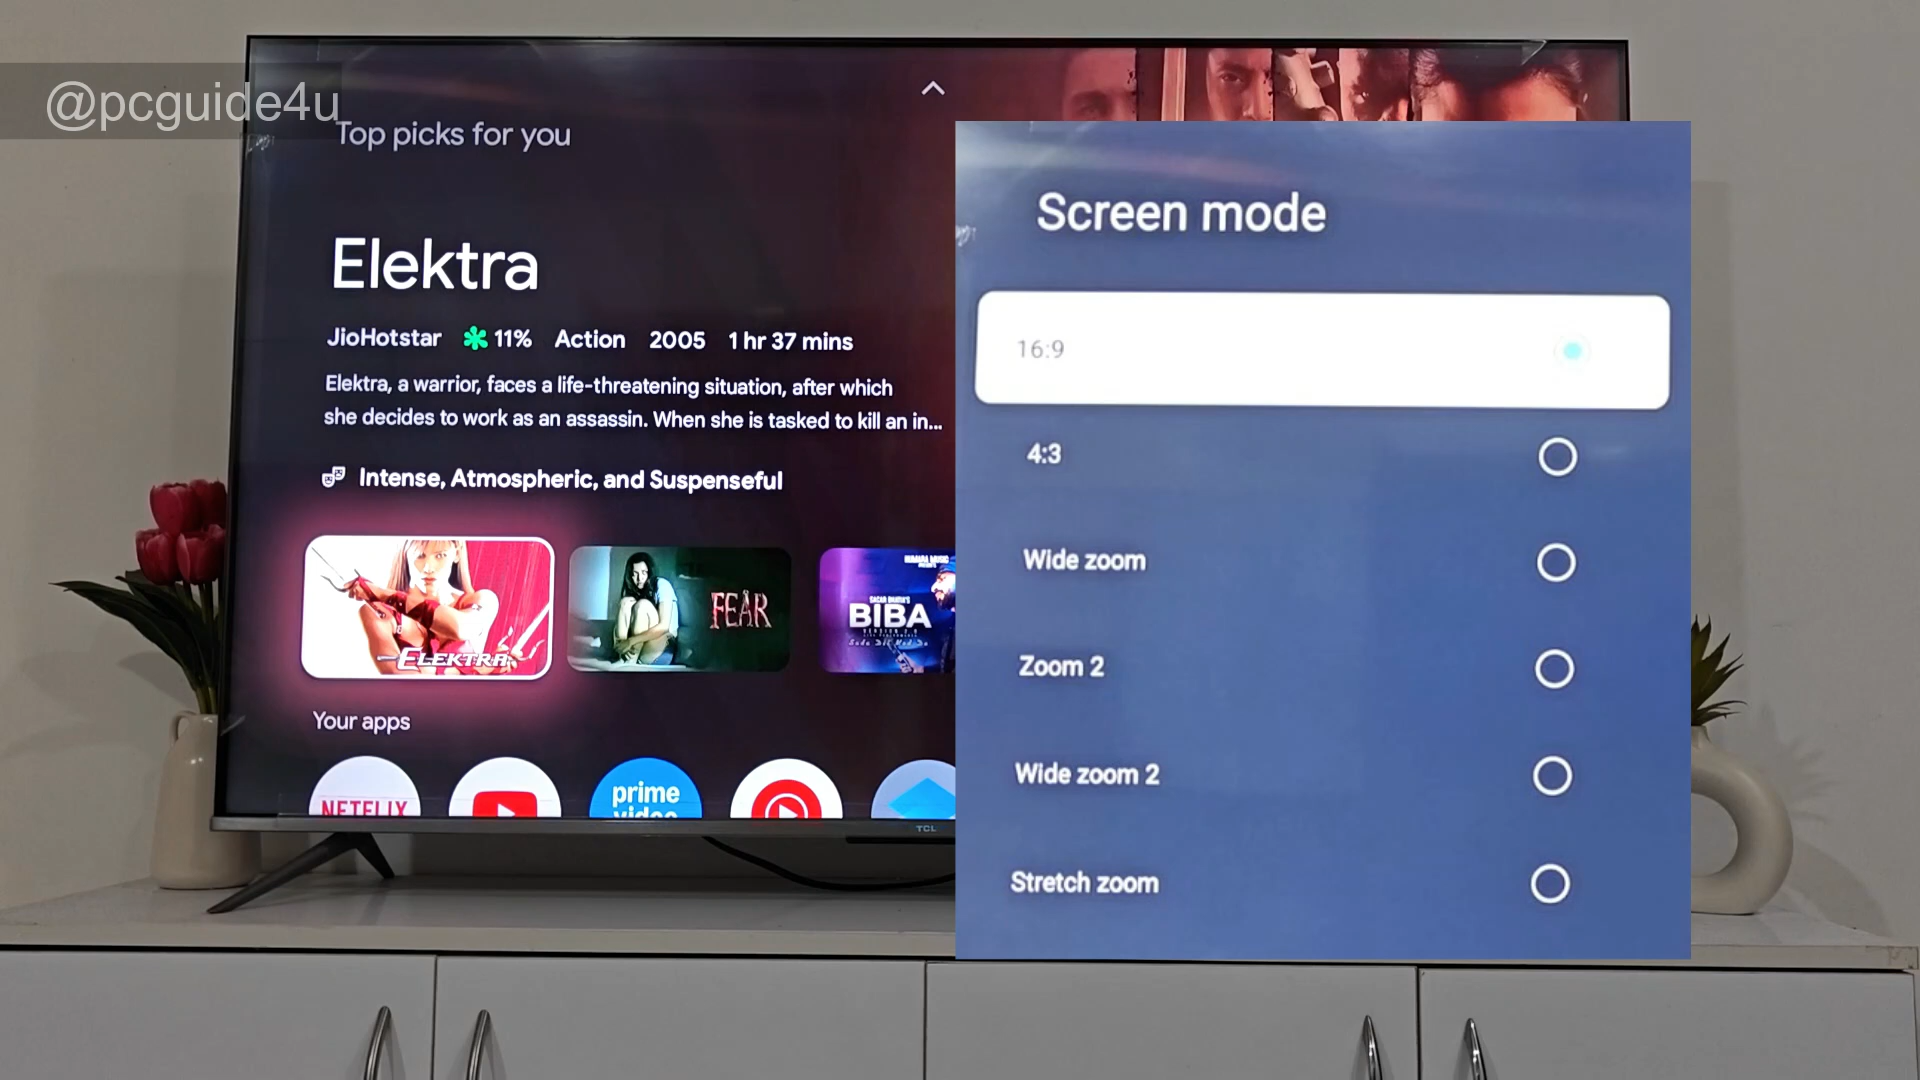 @pcguide4u
Top picks for you
Elektra
JioHotstar 11% Action 2005 1 hr 37 mins
Elektra, a warrior, faces a life-threatening situation, after which
she decides to work as an assassin. When she is tasked to kill an in...
Intense, Atmospheric, and Suspenseful
ELEKTRA
FEAR
BIBA
Your apps
NETFLIX
prime
video
TCL
Screen mode
16:9
4:3
Wide zoom
Zoom 2
Wide zoom 2
Stretch zoom